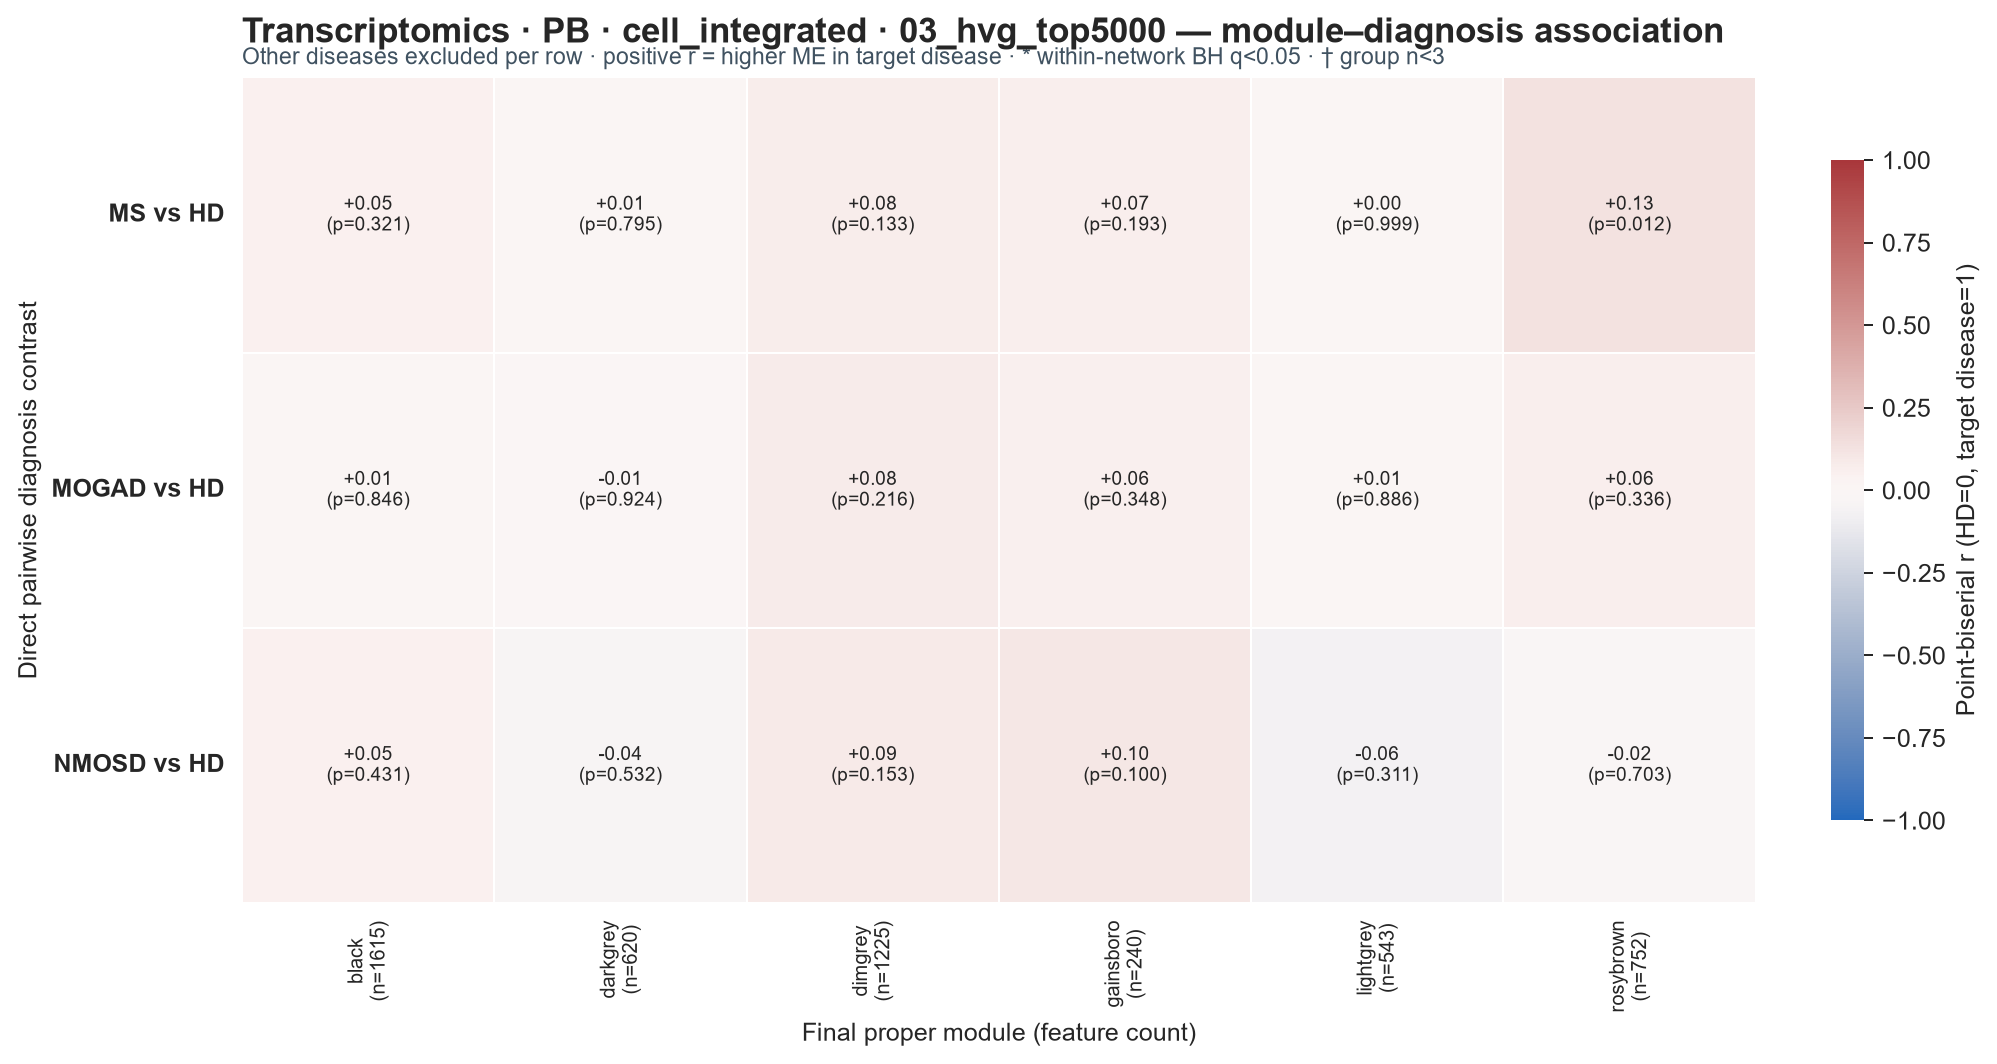 Transcriptomics · PB · cell_integrated · 03_hvg_top5000 — module–diagnosis association
Other diseases excluded per row · positive r = higher ME in target disease · * within-network BH q<0.05 · † group n<3
Direct pairwise diagnosis contrast
MS vs HD
+0.05
(p=0.321)
+0.01
(p=0.795)
+0.08
(p=0.133)
+0.07
(p=0.193)
+0.00
(p=0.999)
+0.13
(p=0.012)
MOGAD vs HD
+0.01
(p=0.846)
-0.01
(p=0.924)
+0.08
(p=0.216)
+0.06
(p=0.348)
+0.01
(p=0.886)
+0.06
(p=0.336)
NMOSD vs HD
+0.05
(p=0.431)
-0.04
(p=0.532)
+0.09
(p=0.153)
+0.10
(p=0.100)
-0.06
(p=0.311)
-0.02
(p=0.703)
black
(n=1615)
darkgrey
(n=620)
dimgrey
(n=1225)
gainsboro
(n=240)
lightgrey
(n=543)
rosybrown
(n=752)
Final proper module (feature count)
1.00
0.75
0.50
0.25
0.00
−0.25
−0.50
−0.75
−1.00
Point-biserial r (HD=0, target disease=1)